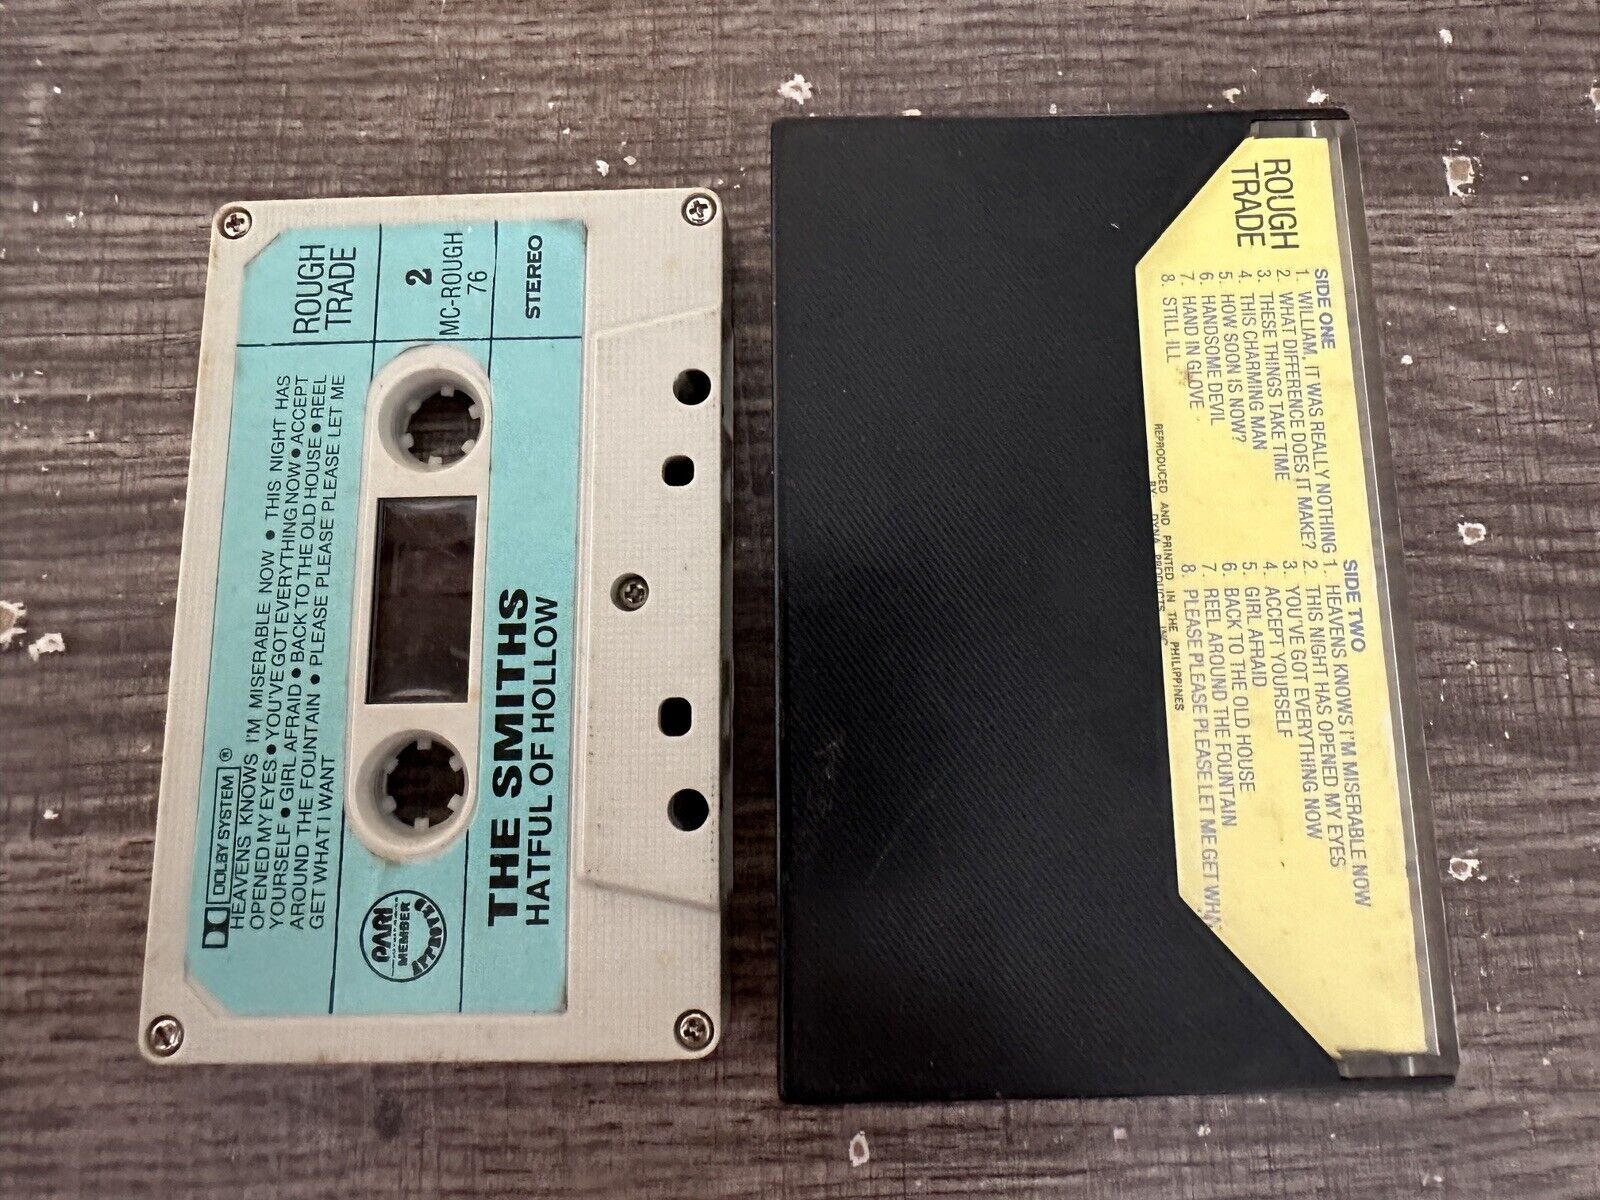 ROUGH
TRADE
2
MC-ROUGH
76
STEREO
DOLBY SYSTEM ®
HEAVENS KNOWS I'M MISERABLE NOW • THIS NIGHT HAS
OPENED MY EYES • YOU'VE GOT EVERYTHING NOW • ACCEPT
YOURSELF • GIRL AFRAID • BACK TO THE OLD HOUSE • REEL
AROUND THE FOUNTAIN • PLEASE PLEASE PLEASE LET ME
GET WHAT I WANT
PARI
MEMBER
THE SMITHS
HATFUL OF HOLLOW
ROUGH
TRADE
SIDE ONE
1. WILLIAM, IT WAS REALLY NOTHING
2. WHAT DIFFERENCE DOES IT MAKE?
3. THESE THINGS TAKE TIME
4. THIS CHARMING MAN
5. HOW SOON IS NOW?
6. HANDSOME DEVIL
7. HAND IN GLOVE
8. STILL ILL
SIDE TWO
1. HEAVENS KNOWS I'M MISERABLE NOW
2. THIS NIGHT HAS OPENED MY EYES
3. YOU'VE GOT EVERYTHING NOW
4. ACCEPT YOURSELF
5. GIRL AFRAID
6. BACK TO THE OLD HOUSE
7. REEL AROUND THE FOUNTAIN
8. PLEASE PLEASE PLEASE LET ME GET
REPRODUCED AND PRINTED IN THE PHILIPPINES
BY: DYNA PRODUCTS INC.